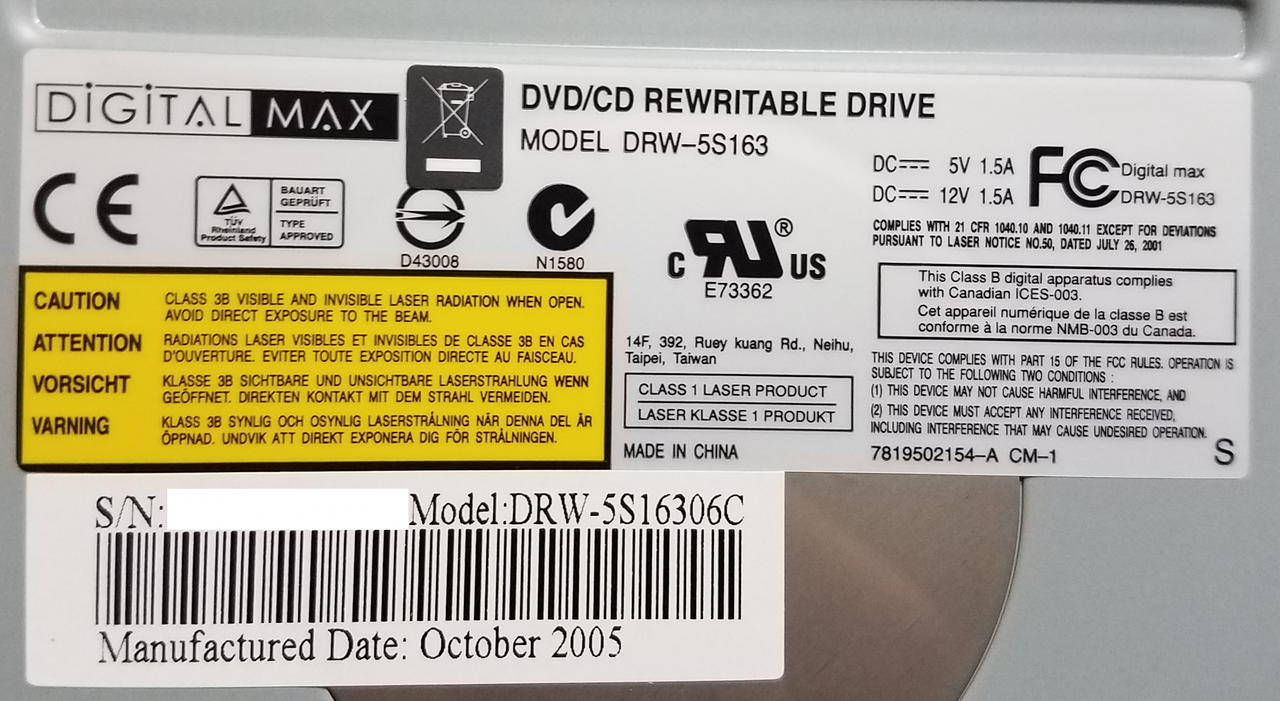 DiGiTAL MAX
DVD/CD REWRITABLE DRIVE
MODEL DRW-5S163
CE
TÜV
Rheinland
Product Safety
BAUART
GEPRÜFT
TYPE
APPROVED
D43008
N1580
C RU ® US
E73362
DC 5V 1.5A
DC 12V 1.5A
FC
Digital max
DRW-5S163
COMPLIES WITH 21 CFR 1040.10 AND 1040.11 EXCEPT FOR DEVIATIONS
PURSUANT TO LASER NOTICE NO.50, DATED JULY 26, 2001
This Class B digital apparatus complies
with Canadian ICES-003.
Cet appareil numérique de la classe B est
conforme à la norme NMB-003 du Canada.
CAUTION
CLASS 3B VISIBLE AND INVISIBLE LASER RADIATION WHEN OPEN.
AVOID DIRECT EXPOSURE TO THE BEAM.
ATTENTION
RADIATIONS LASER VISIBLES ET INVISIBLES DE CLASSE 3B EN CAS
D'OUVERTURE. EVITER TOUTE EXPOSITION DIRECTE AU FAISCEAU.
VORSICHT
KLASSE 3B SICHTBARE UND UNSICHTBARE LASERSTRAHLUNG WENN
GEÖFFNET. DIREKTEN KONTAKT MIT DEM STRAHL VERMEIDEN.
VARNING
KLASS 3B SYNLIG OCH OSYNLIG LASERSTRÅLNING NÄR DENNA DEL ÄR
ÖPPNAD. UNDVIK ATT DIREKT EXPONERA DIG FÖR STRÅLNINGEN.
14F, 392, Ruey kuang Rd., Neihu,
Taipei, Taiwan
CLASS 1 LASER PRODUCT
LASER KLASSE 1 PRODUKT
MADE IN CHINA
THIS DEVICE COMPLIES WITH PART 15 OF THE FCC RULES. OPERATION IS
SUBJECT TO THE FOLLOWING TWO CONDITIONS :
(1) THIS DEVICE MAY NOT CAUSE HARMFUL INTERFERENCE, AND
(2) THIS DEVICE MUST ACCEPT ANY INTERFERENCE RECEIVED,
INCLUDING INTERFERENCE THAT MAY CAUSE UNDESIRED OPERATION.
7819502154-A CM-1
S
S/N: Model:DRW-5S16306C
Manufactured Date: October 2005